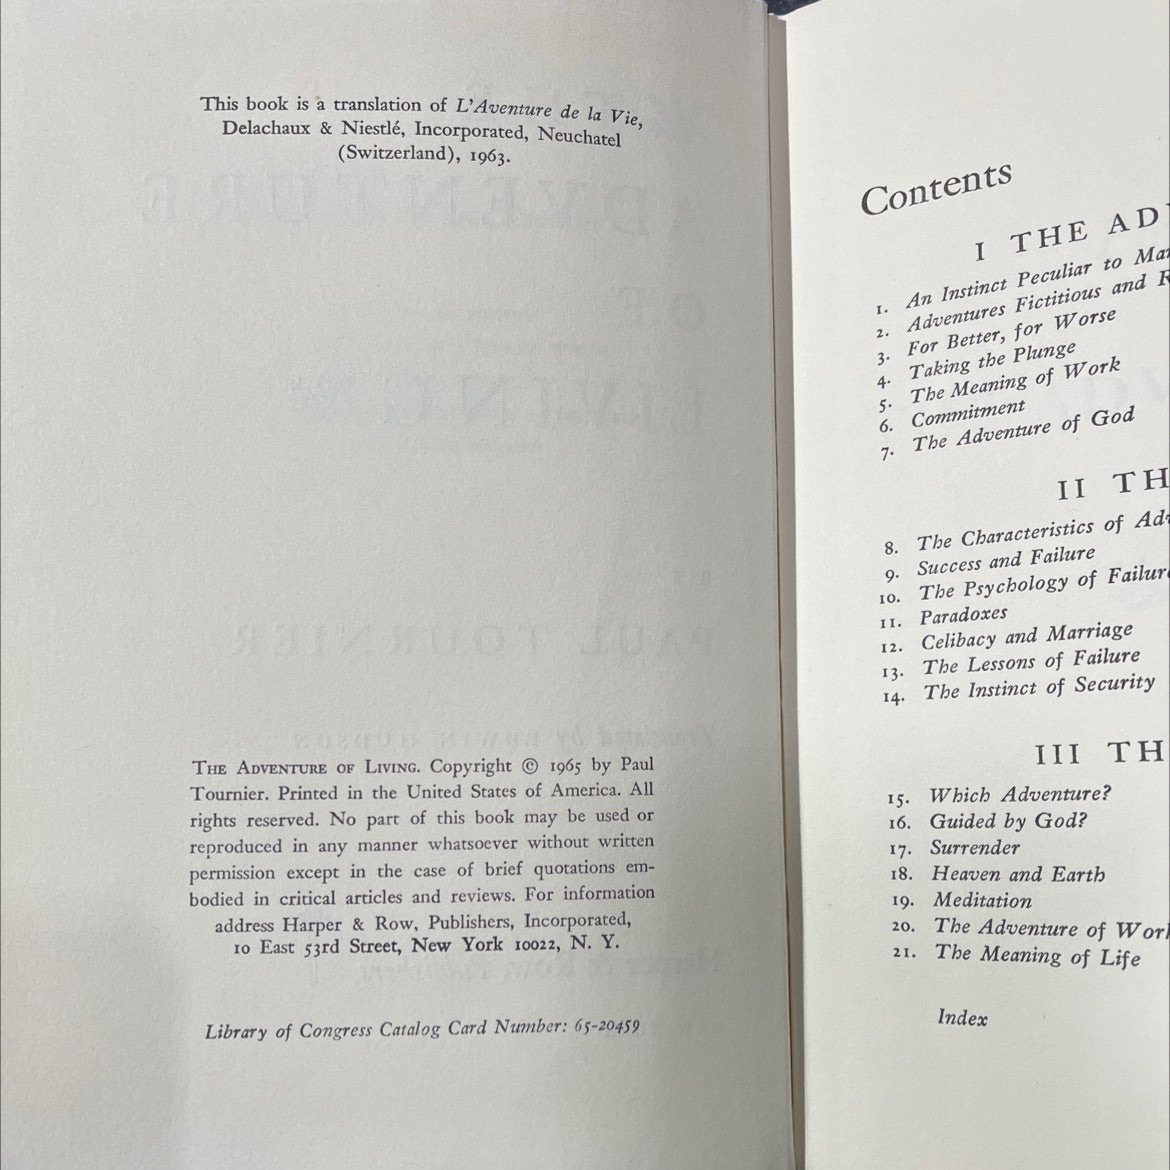 This book is a translation of L'Aventure de la Vie,
Delachaux & Niestlé, Incorporated, Neuchatel
(Switzerland), 1963.
THE ADVENTURE OF LIVING. Copyright © 1965 by Paul
Tournier. Printed in the United States of America. All
rights reserved. No part of this book may be used or
reproduced in any manner whatsoever without written
permission except in the case of brief quotations em-
bodied in critical articles and reviews. For information
address Harper & Row, Publishers, Incorporated,
10 East 53rd Street, New York 10022, N. Y.
Library of Congress Catalog Card Number: 65-20459
Contents
I THE
1. An Instinct Peculiar to
2. Adventures Fictitious and
3. For Better, for Worse
4. Taking the Plunge
5. The Meaning of Work
6. Commitment
7. The Adventure of God
II
8. The Characteristics of
9. Success and Failure
10. The Psychology of Failure
11. Paradoxes
12. Celibacy and Marriage
13. The Lessons of Failure
14. The Instinct of Security
III
15. Which Adventure?
16. Guided by God?
17. Surrender
18. Heaven and Earth
19. Meditation
20. The Adventure of Work
21. The Meaning of Life
Index